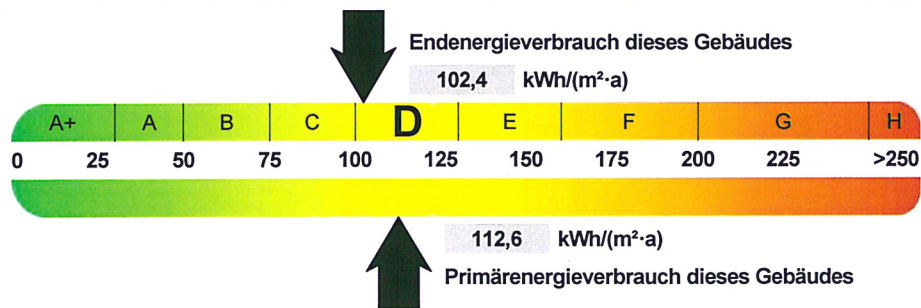 Endenergieverbrauch dieses Gebäudes
102,4 kWh/(m²·a)
A+ A B C D E F G H
0 25 50 75 100 125 150 175 200 225 >250
112,6 kWh/(m²·a)
Primärenergieverbrauch dieses Gebäudes